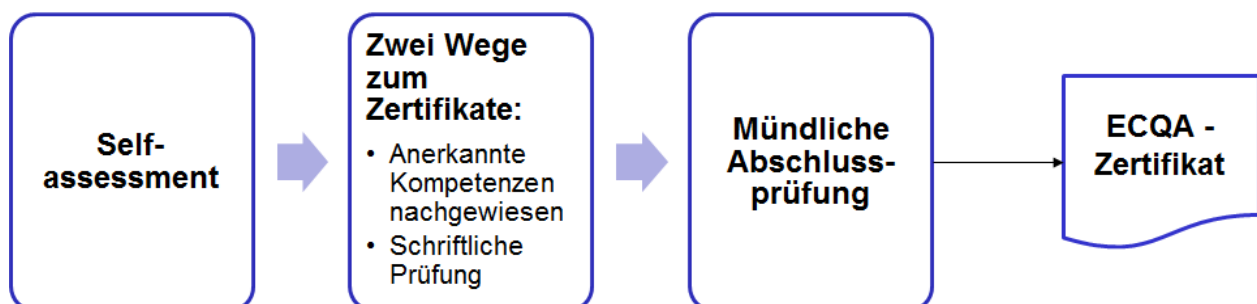 Self-
assessment
Zwei Wege
zum
Zertifikate:
• Anerkannte
Kompetenzen
nachgewiesen
• Schriftliche
Prüfung
Mündliche
Abschluss-
prüfung
ECQA -
Zertifikat